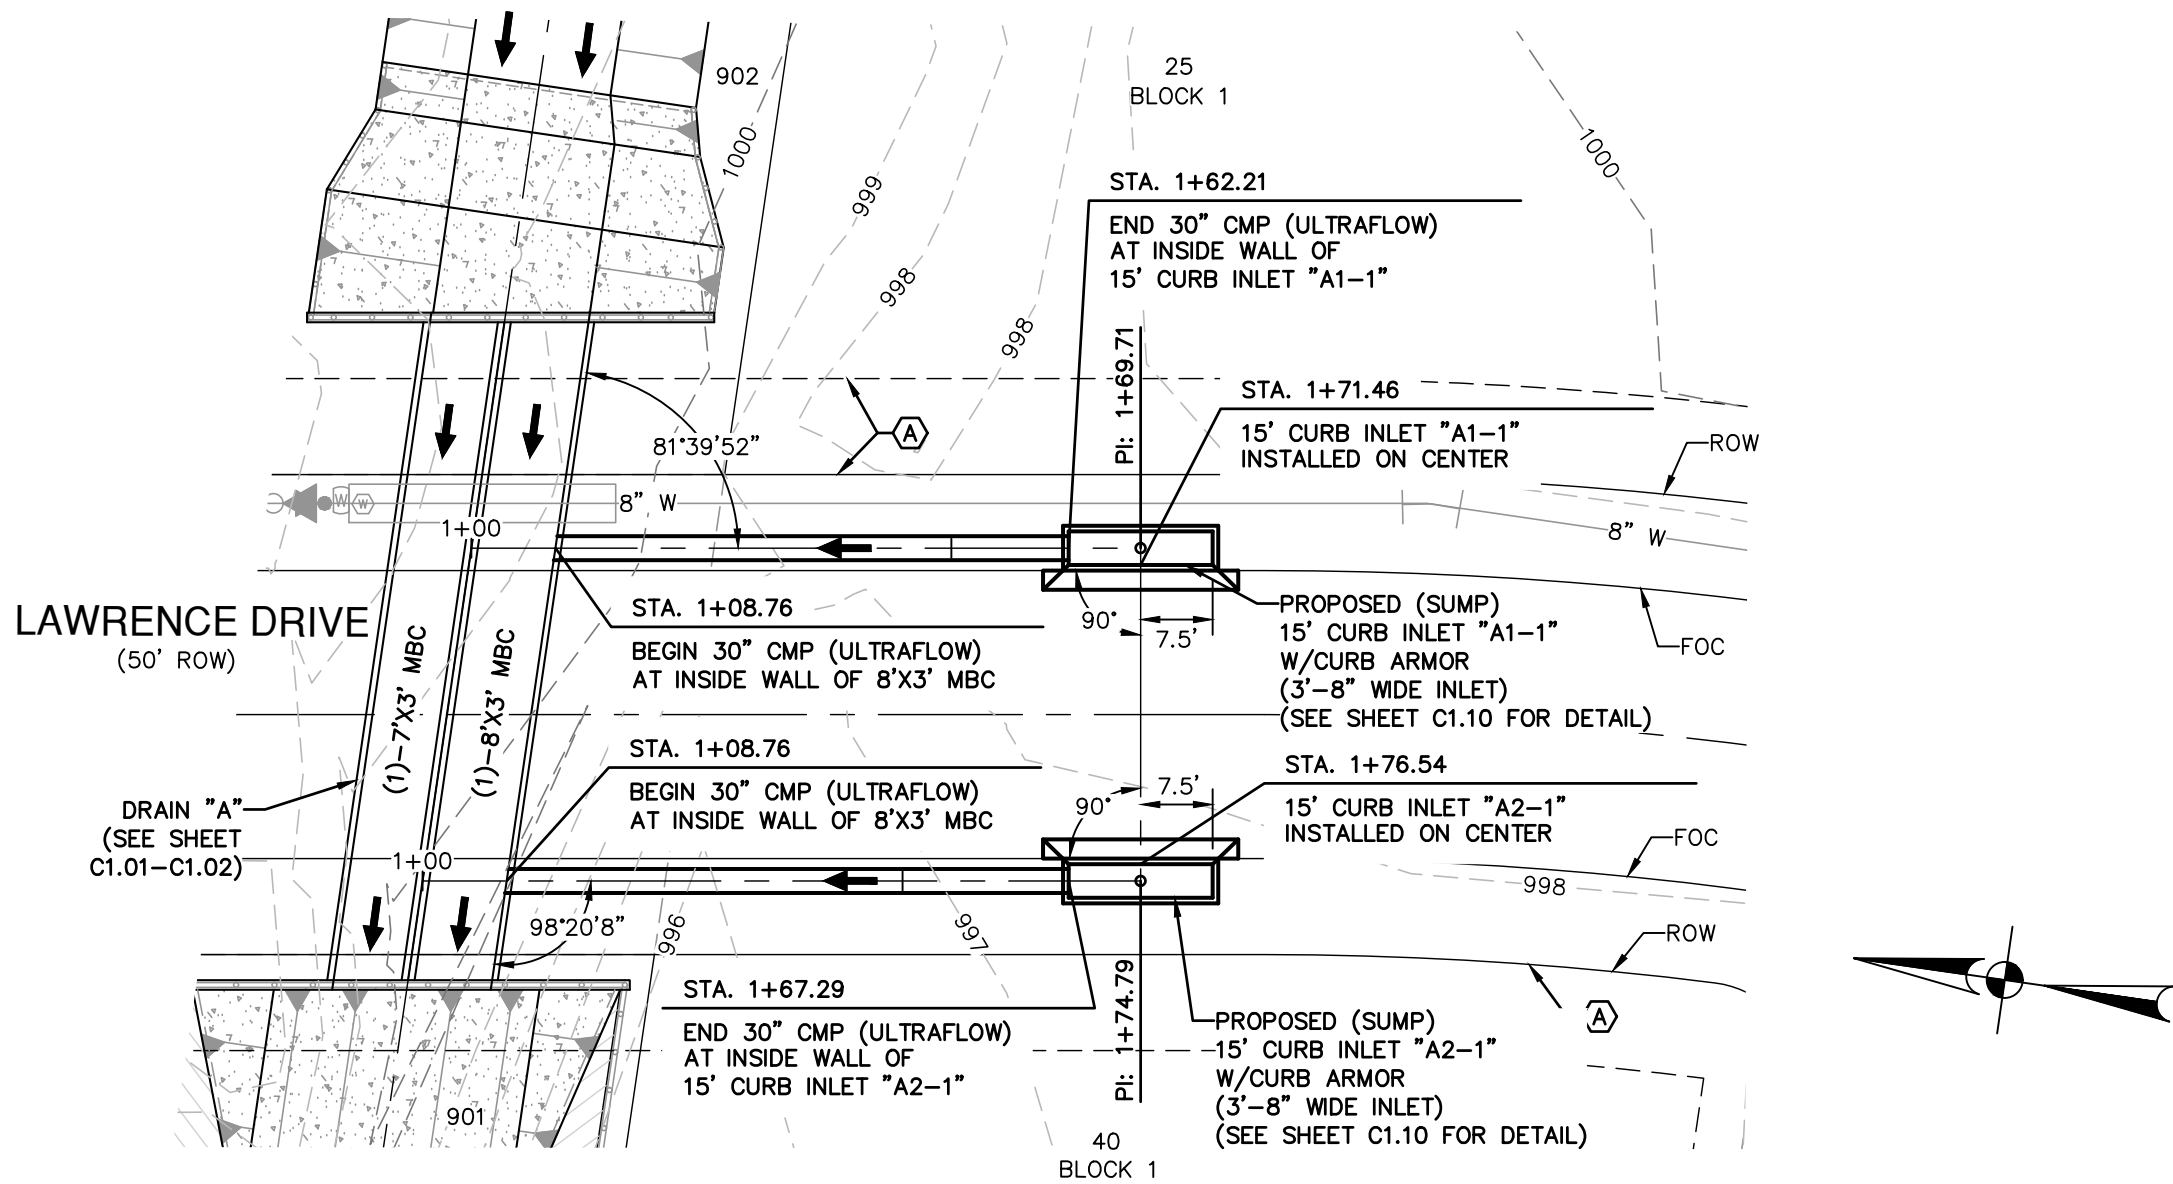 902
1000
25
BLOCK 1
1000
999
998
998
STA. 1+62.21
END 30" CMP (ULTRAFLOW)
AT INSIDE WALL OF
15' CURB INLET "A1-1"
PI: 1+69.71
STA. 1+71.46
15' CURB INLET "A1-1"
INSTALLED ON CENTER
ROW
81°39'52"
A
W
W
8" W
8" W
1+00
LAWRENCE DRIVE
(50' ROW)
STA. 1+08.76
BEGIN 30" CMP (ULTRAFLOW)
AT INSIDE WALL OF 8'X3' MBC
90°
7.5'
PROPOSED (SUMP)
15' CURB INLET "A1-1"
W/CURB ARMOR
(3'-8" WIDE INLET)
(SEE SHEET C1.10 FOR DETAIL)
FOC
(1)-7'X3' MBC
(1)-8'X3' MBC
STA. 1+08.76
BEGIN 30" CMP (ULTRAFLOW)
AT INSIDE WALL OF 8'X3' MBC
90°
7.5'
STA. 1+76.54
15' CURB INLET "A2-1"
INSTALLED ON CENTER
DRAIN "A"
(SEE SHEET
C1.01-C1.02)
1+00
FOC
998
98°20'8"
996
997
ROW
STA. 1+67.29
END 30" CMP (ULTRAFLOW)
AT INSIDE WALL OF
15' CURB INLET "A2-1"
PI: 1+74.79
A
PROPOSED (SUMP)
15' CURB INLET "A2-1"
W/CURB ARMOR
(3'-8" WIDE INLET)
(SEE SHEET C1.10 FOR DETAIL)
901
40
BLOCK 1